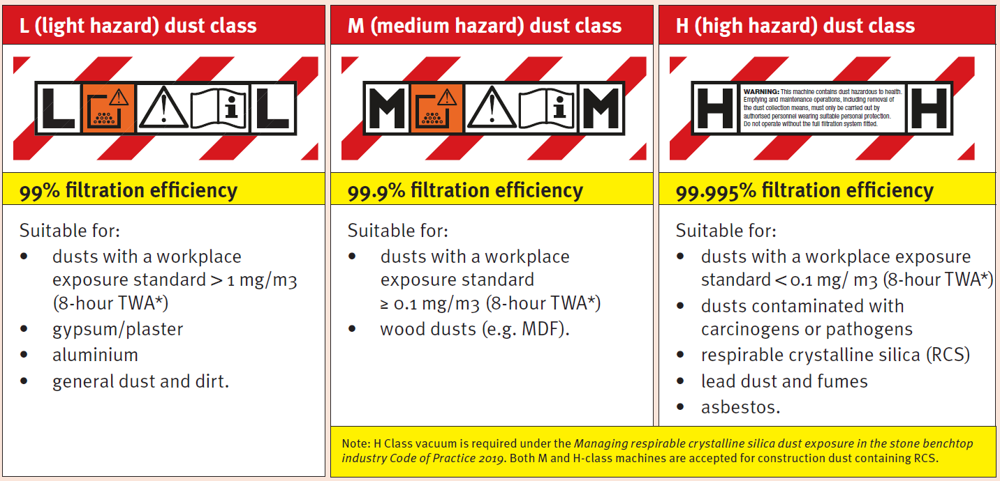 L (light hazard) dust class
L
L
99% filtration efficiency
Suitable for:
• dusts with a workplace
exposure standard > 1 mg/m3
(8-hour TWA*)
• gypsum/plaster
• aluminium
• general dust and dirt.
M (medium hazard) dust class
M
M
99.9% filtration efficiency
Suitable for:
• dusts with a workplace
exposure standard
≥ 0.1 mg/m3 (8-hour TWA*)
• wood dusts (e.g. MDF).
H (high hazard) dust class
H
WARNING: This machine contains dust hazardous to health.
Emptying and maintenance operations, including removal of
the dust collection means, must only be carried out by
authorised personnel wearing suitable personal protection.
Do not operate without the full filtration system fitted.
H
99.995% filtration efficiency
Suitable for:
• dusts with a workplace exposure
standard < 0.1 mg/ m3 (8-hour TWA*)
• dusts contaminated with
carcinogens or pathogens
• respirable crystalline silica (RCS)
• lead dust and fumes
• asbestos.
Note: H Class vacuum is required under the Managing respirable crystalline silica dust exposure in the stone benchtop
industry Code of Practice 2019. Both M and H-class machines are accepted for construction dust containing RCS.